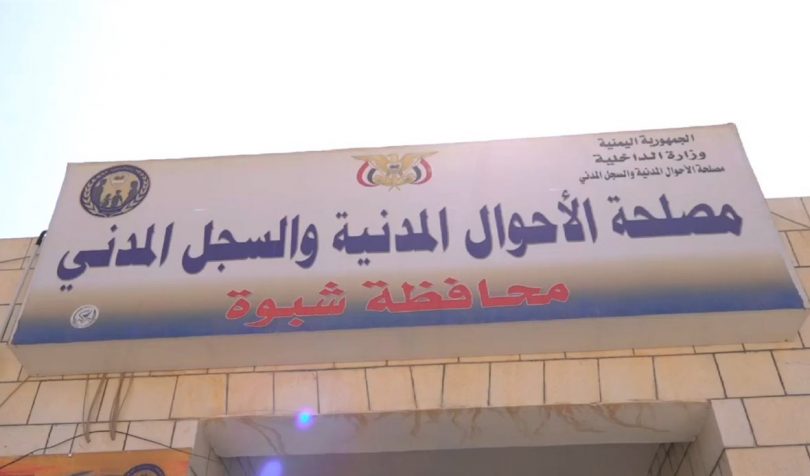 الجمهورية اليمنية
وزارة الداخلية
مصلحة الأحوال المدنية والسجل المدني
مصلحة الأحوال المدنية والسجل المدني
محافظة شبوة